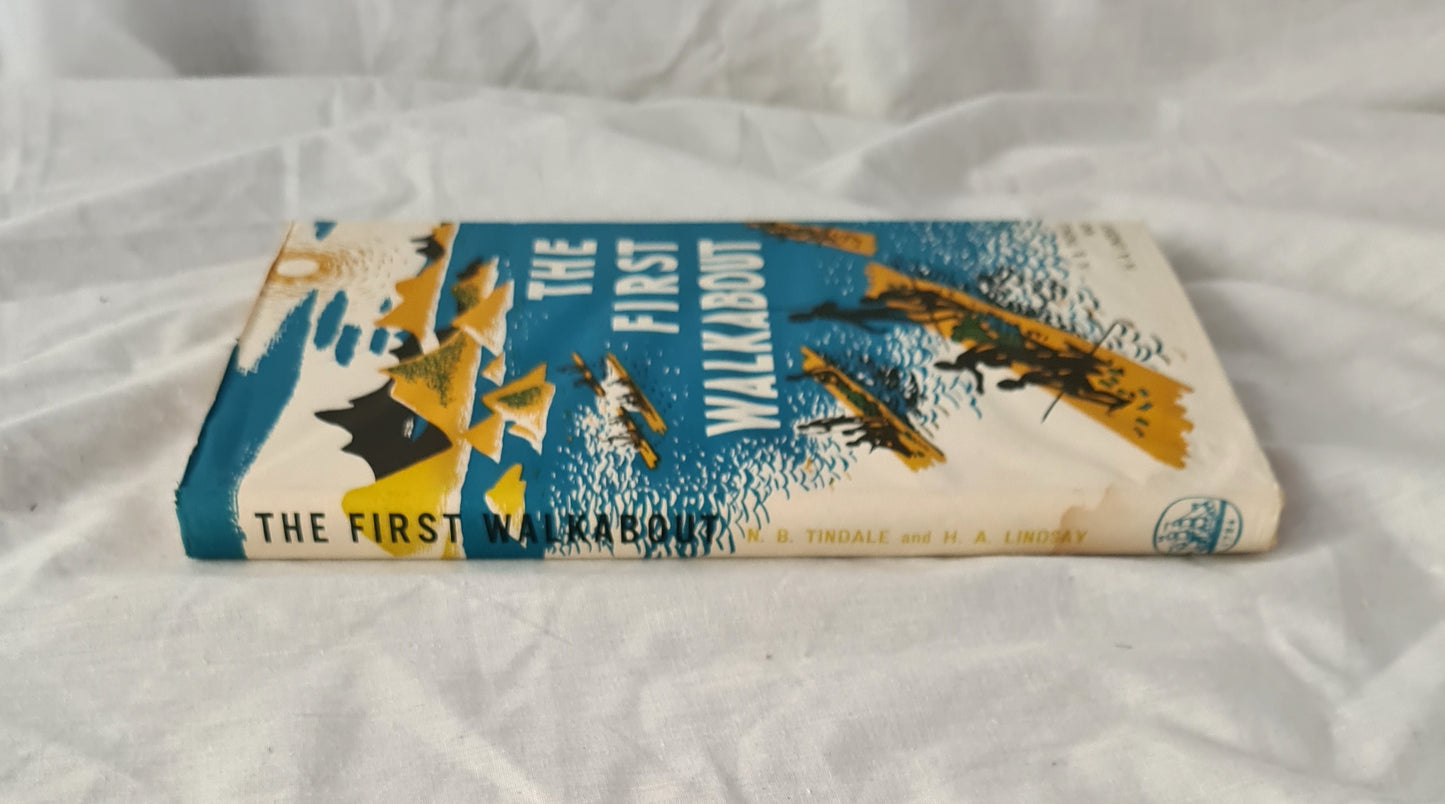 THE
FIRST
WALKABOUT
THE FIRST WALKABOUT N. B. TINDALE and H. A. LINDSAY